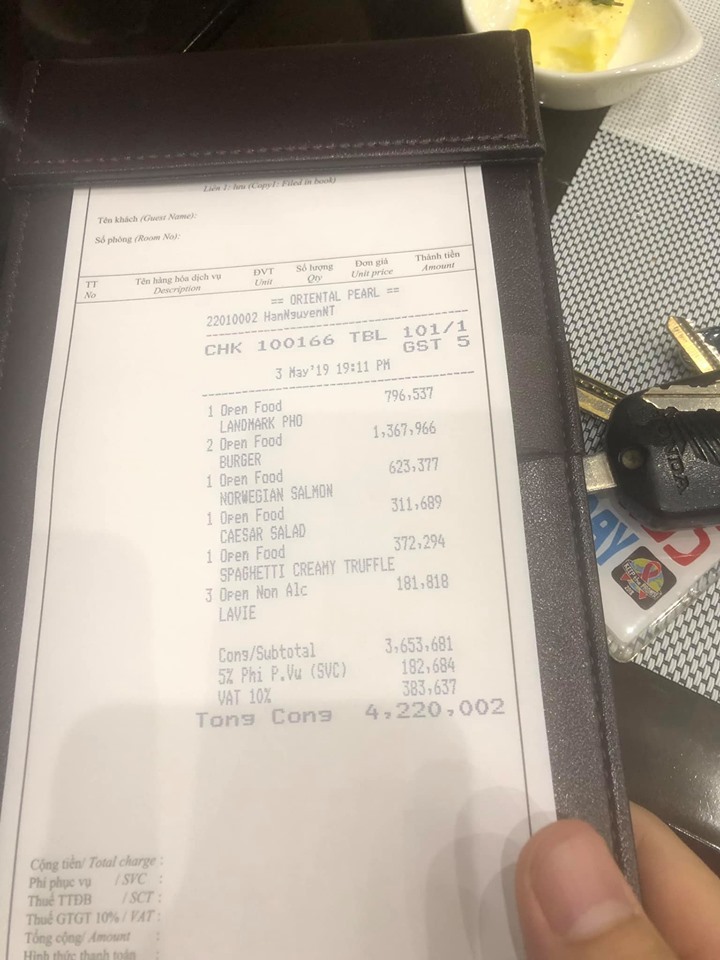 Liên 1: lưu (Copy1: Filed in book)
Tên khách (Guest Name):
Số phòng (Room No):
TT Tên hàng hóa dịch vụ ĐVT Số lượng Đơn giá Thành tiền
No Description Unit Qty Unit price Amount
== ORIENTAL PEARL ==
22010002 HanNguyenNT
CHK 100166 TBL 101/1
GST 5
3 May'19 19:11 PM
1 Open Food 796,537
LANDMARK PHO
2 Open Food 1,367,966
BURGER
1 Open Food 623,377
NORWEGIAN SALMON
1 Open Food 311,689
CAESAR SALAD
1 Open Food 372,294
SPAGHETTI CREAMY TRUFFLE
3 Open Non Alc 181,818
LAVIE
Cong/Subtotal 3,653,681
5% Phi P.Vu (SVC) 182,684
VAT 10% 383,637
Tong Cong 4,220,002
Cộng tiền/ Total charge :
Phí phục vụ / SVC :
Thuế TTĐB / SCT :
Thuế GTGT 10% / VAT :
Tổng cộng/ Amount :
Hình thức thanh toán :